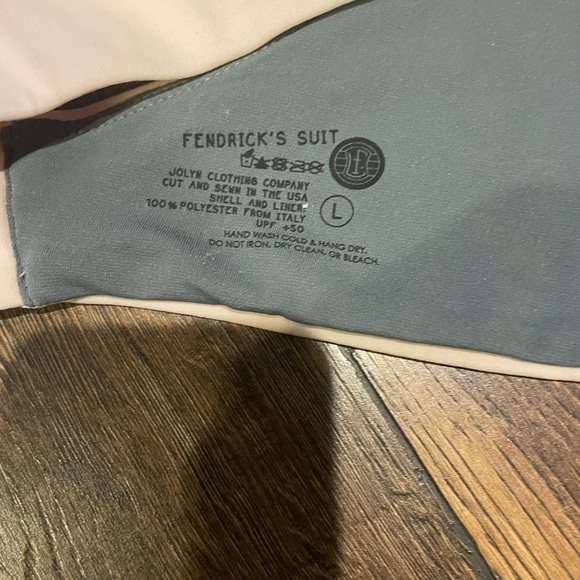 FENDRICK'S SUIT
JOLYN CLOTHING COMPANY
CUT AND SEWN IN THE USA
SHELL AND LINER:
100% POLYESTER FROM ITALY
UPF +50
L
HAND WASH COLD & HANG DRY.
DO NOT IRON, DRY CLEAN, OR BLEACH.